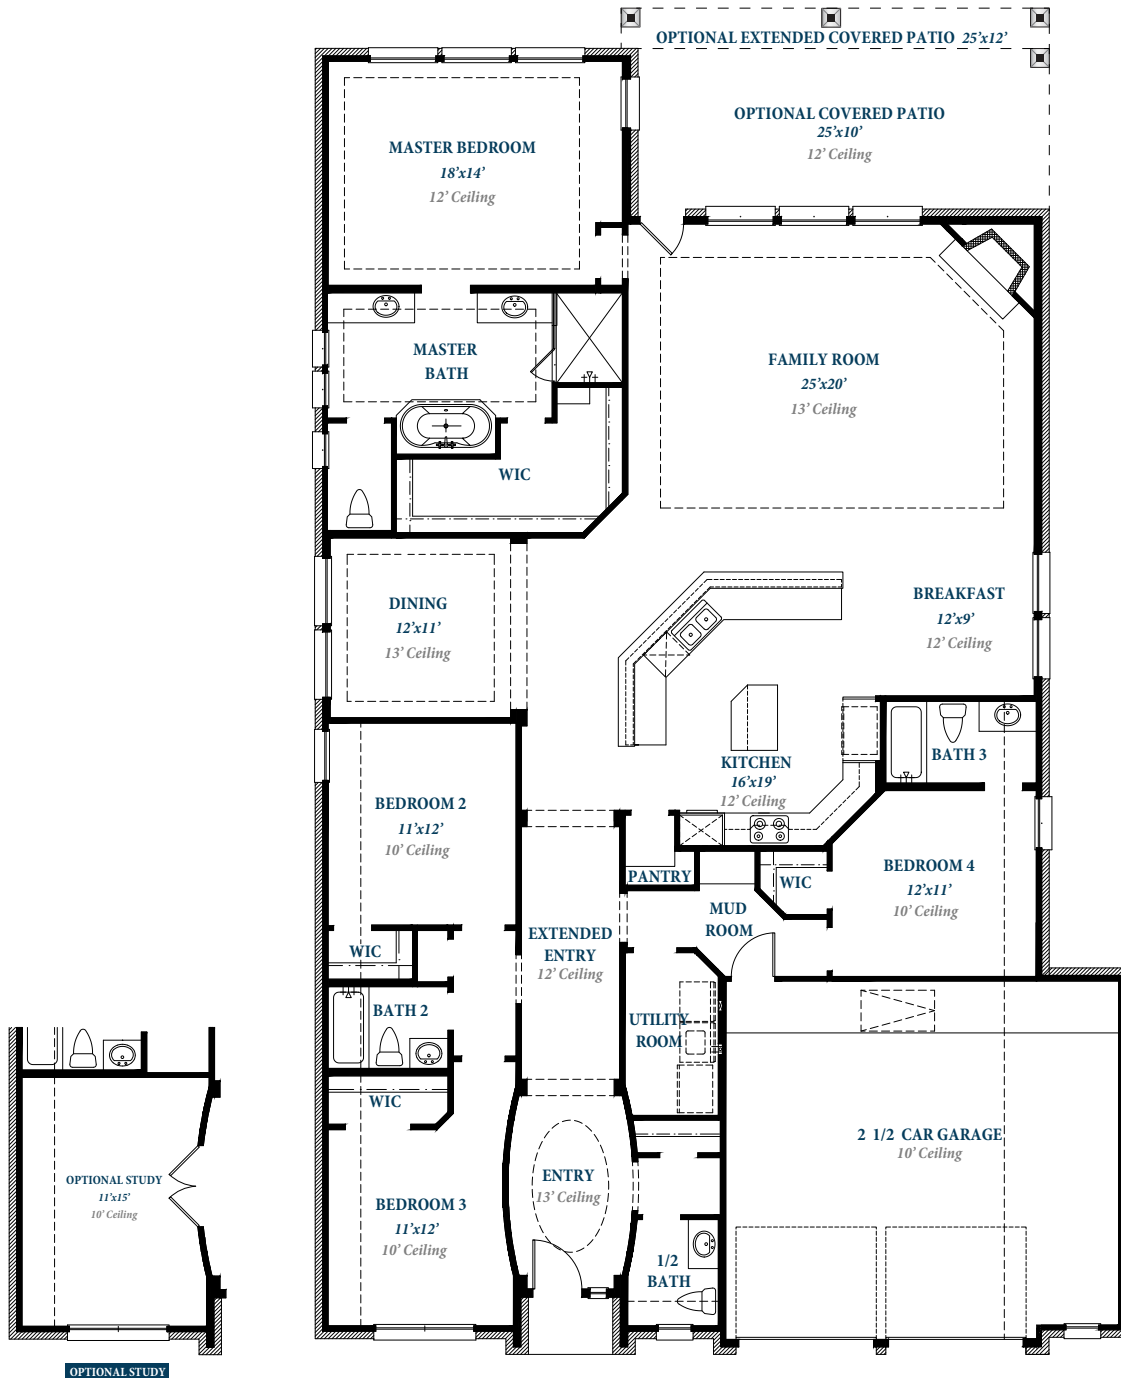 OPTIONAL EXTENDED COVERED PATIO 25'x12'
OPTIONAL COVERED PATIO
25'x10'
12' Ceiling
MASTER BEDROOM
18'x14'
12' Ceiling
MASTER
BATH
FAMILY ROOM
25'x20'
13' Ceiling
WIC
DINING
12'x11'
13' Ceiling
BREAKFAST
12'x9'
12' Ceiling
KITCHEN
16'x19'
12' Ceiling
BATH 3
BEDROOM 2
11'x12'
10' Ceiling
PANTRY
WIC
BEDROOM 4
12'x11'
10' Ceiling
MUD
ROOM
EXTENDED
ENTRY
12' Ceiling
WIC
BATH 2
UTILITY
ROOM
WIC
2 1/2 CAR GARAGE
10' Ceiling
ENTRY
13' Ceiling
BEDROOM 3
11'x12'
10' Ceiling
1/2
BATH
OPTIONAL STUDY
11'x15'
10' Ceiling
OPTIONAL STUDY